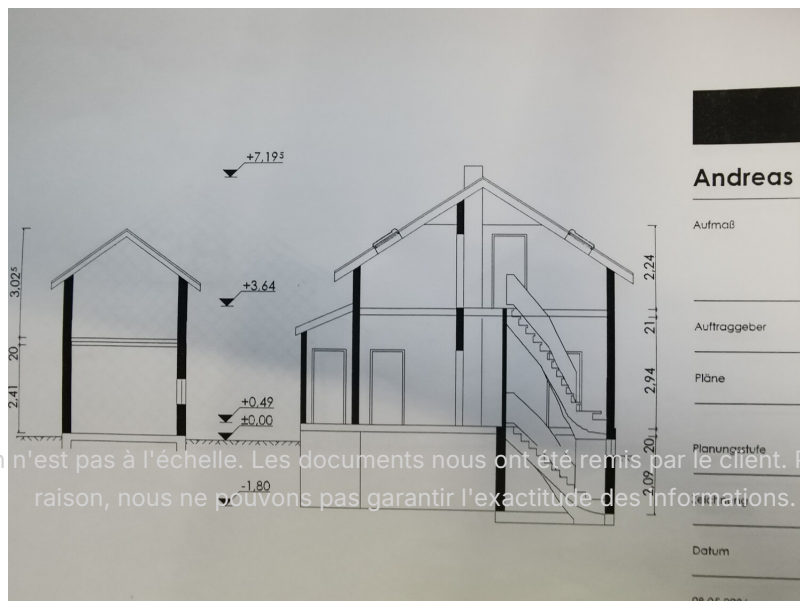 +7,19⁵
Andreas
Aufmaß
3,02⁵
2,24
+3,64
21
Auftraggeber
20
Pläne
2,94
2,41
+0,49
±0,00
20
Planungsstufe
n'est pas à l'échelle. Les documents nous ont été remis par le client.
-1,80
2,09
raison, nous ne pouvons pas garantir l'exactitude des informations.
Datum